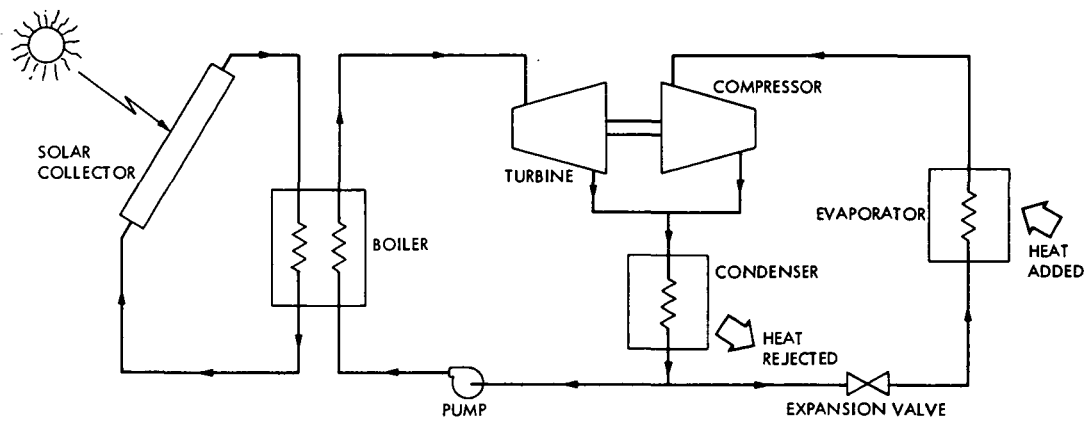 SOLAR
COLLECTOR
BOILER
TURBINE
COMPRESSOR
CONDENSER
HEAT
REJECTED
PUMP
EXPANSION VALVE
EVAPORATOR
HEAT
ADDED